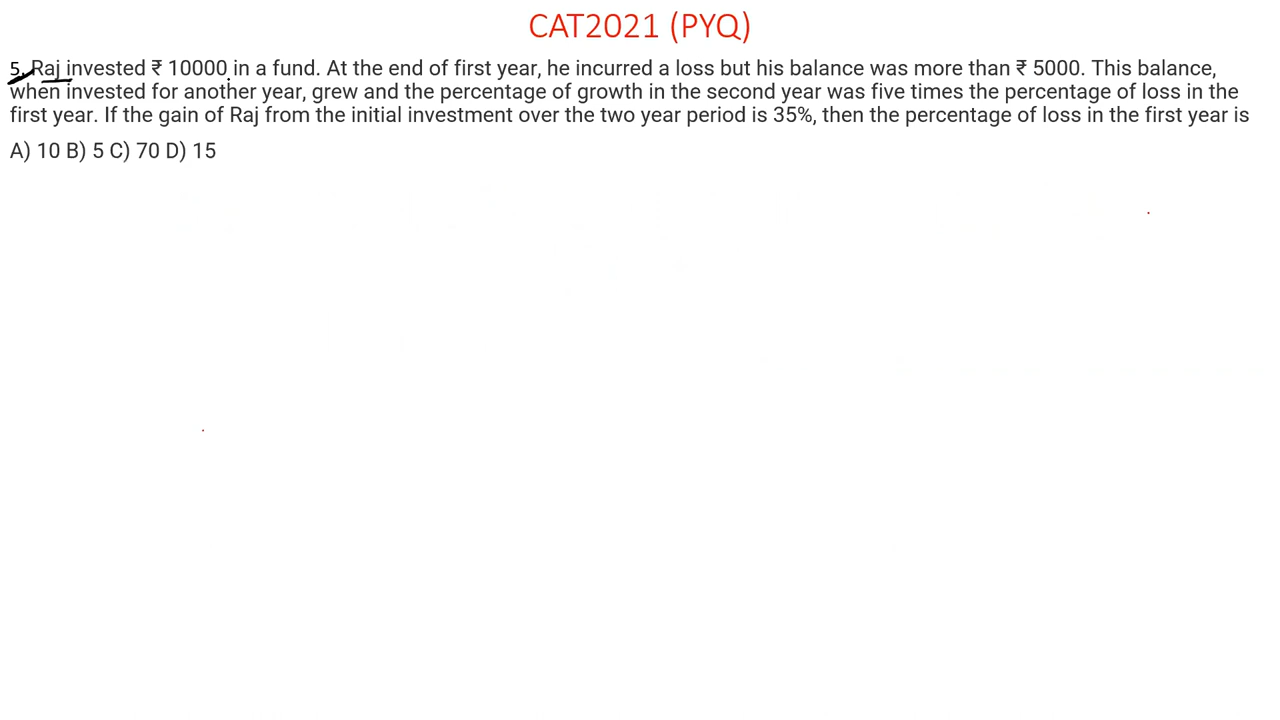 CAT2021 (PYQ)
5. Raj invested ₹ 10000 in a fund. At the end of first year, he incurred a loss but his balance was more than ₹ 5000. This balance,
when invested for another year, grew and the percentage of growth in the second year was five times the percentage of loss in the
first year. If the gain of Raj from the initial investment over the two year period is 35%, then the percentage of loss in the first year is
A) 10 B) 5 C) 70 D) 15